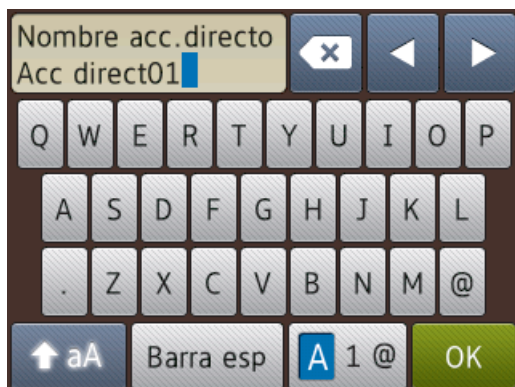 Nombre acc.directo
Acc direct01
Q W E R T Y U I O P
A S D F G H J K L
. Z X C V B N M @
aA Barra esp A 1 @ OK